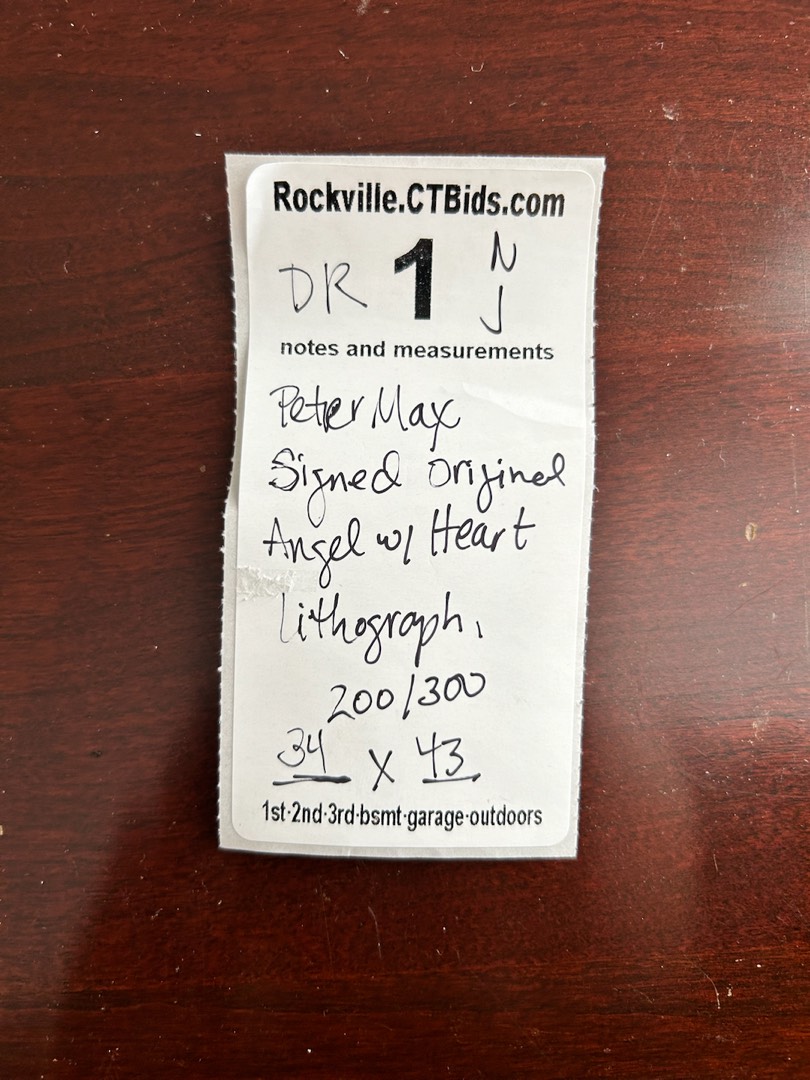 Rockville.CTBids.com
DR 1 N
J
notes and measurements
Peter Max
Signed Original
Angel w/ Heart
Lithograph,
200/300
34 x 43
1st·2nd·3rd·bsmt·garage·outdoors